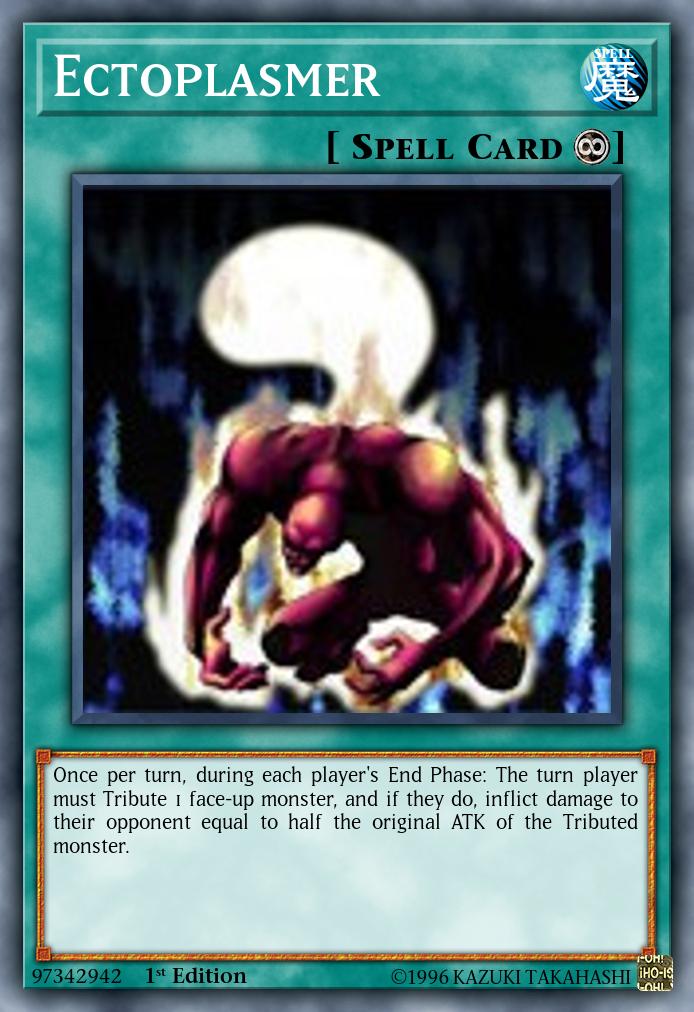 Ectoplasmer
SPELL
魔
[ Spell Card ]
Once per turn, during each player's End Phase: The turn player
must Tribute 1 face-up monster, and if they do, inflict damage to
their opponent equal to half the original ATK of the Tributed
monster.
97342942 1st Edition ©1996 KAZUKI TAKAHASHI